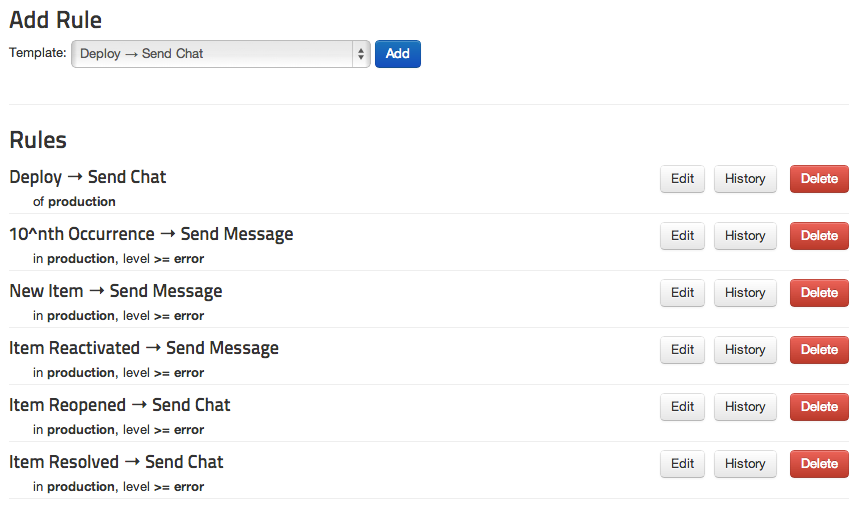 Add Rule
Template: Deploy → Send Chat Add
Rules
Deploy → Send Chat Edit History Delete
of production
10^nth Occurrence → Send Message Edit History Delete
in production, level >= error
New Item → Send Message Edit History Delete
in production, level >= error
Item Reactivated → Send Message Edit History Delete
in production, level >= error
Item Reopened → Send Chat Edit History Delete
in production, level >= error
Item Resolved → Send Chat Edit History Delete
in production, level >= error